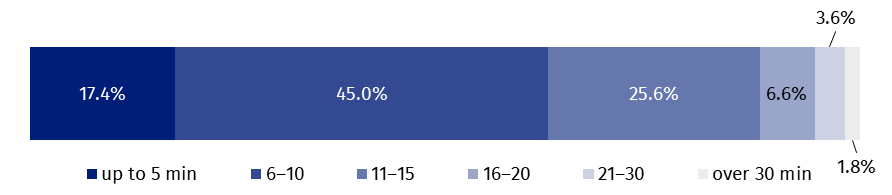 3.6%
17.4% 45.0% 25.6% 6.6%
1.8%
up to 5 min 6–10 11–15 16–20 21–30 over 30 min